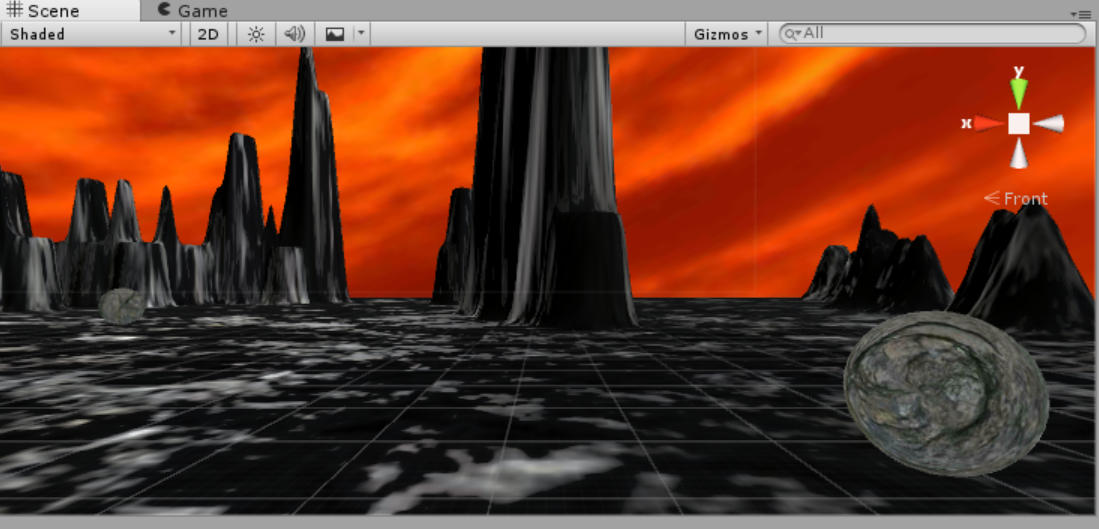 Scene
Game
Shaded
2D
Gizmos
All
y
x
Front